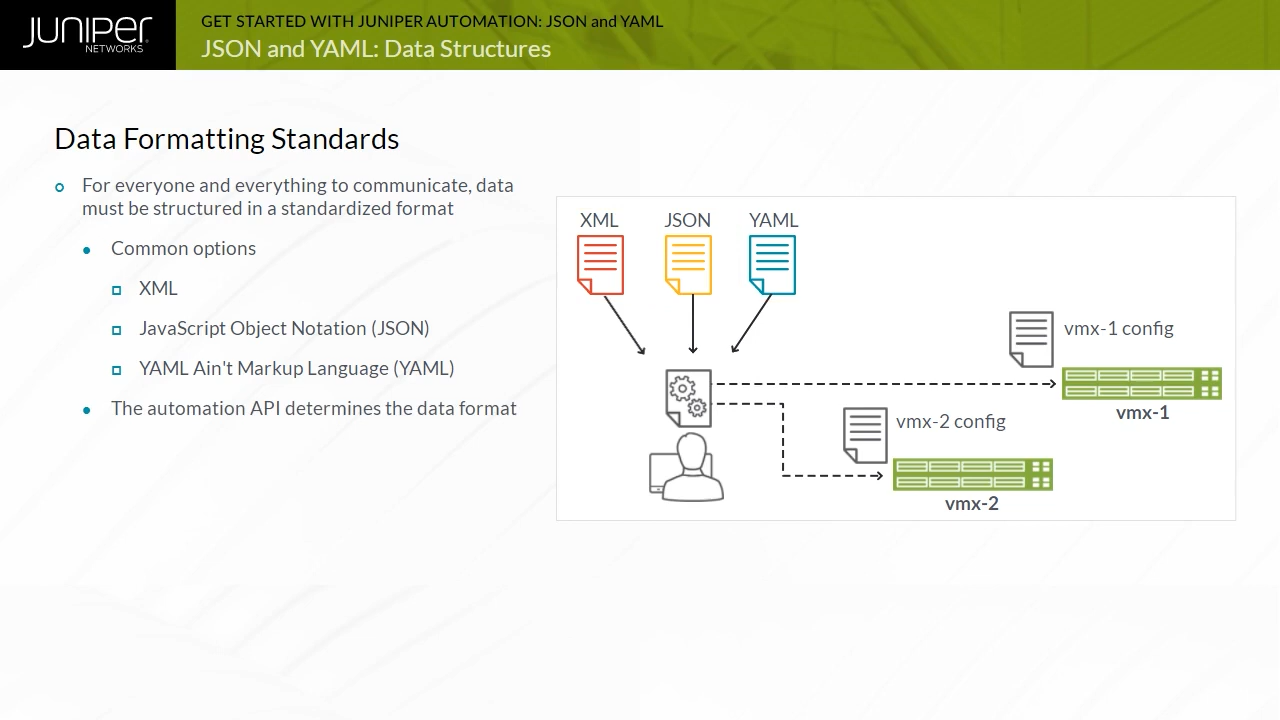 JUNIPER
NETWORKS
GET STARTED WITH JUNIPER AUTOMATION: JSON and YAML
JSON and YAML: Data Structures
Data Formatting Standards
For everyone and everything to communicate, data
must be structured in a standardized format
Common options
XML
JavaScript Object Notation (JSON)
YAML Ain't Markup Language (YAML)
The automation API determines the data format
XML
JSON
YAML
vmx-1 config
vmx-1
vmx-2 config
vmx-2